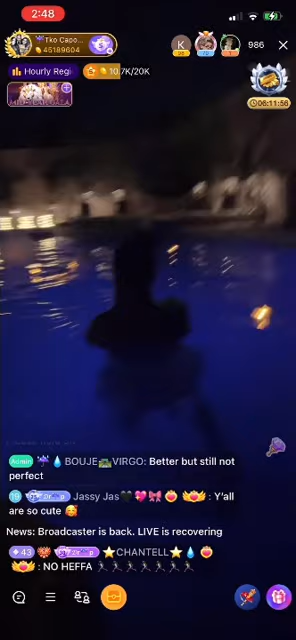 2:48
Tko Capo...
45189604
K
986
Hourly Regi
10.7K/20K
06:11:56
Admin BOUJE VIRGO: Better but still not
perfect
19 Jassy Jas : Y'all
are so cute
News: Broadcaster is back. LIVE is recovering
43 CHANTELL
: NO HEFFA